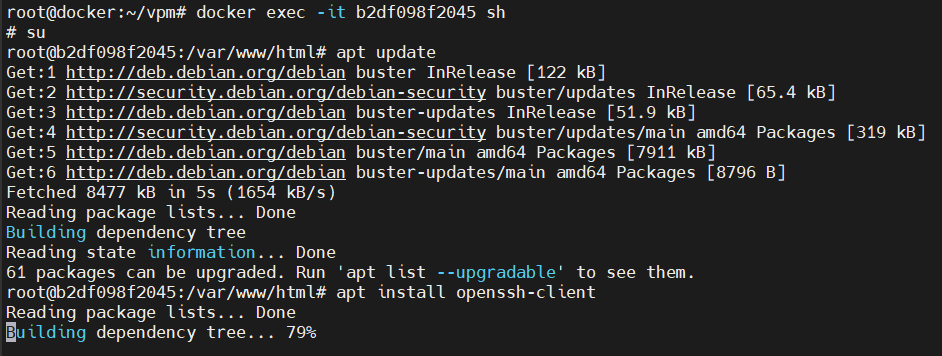 root@docker:~/vpm# docker exec -it b2df098f2045 sh
# su
root@b2df098f2045:/var/www/html# apt update
Get:1 http://deb.debian.org/debian buster InRelease [122 kB]
Get:2 http://security.debian.org/debian-security buster/updates InRelease [65.4 kB]
Get:3 http://deb.debian.org/debian buster-updates InRelease [51.9 kB]
Get:4 http://security.debian.org/debian-security buster/updates/main amd64 Packages [319 kB]
Get:5 http://deb.debian.org/debian buster/main amd64 Packages [7911 kB]
Get:6 http://deb.debian.org/debian buster-updates/main amd64 Packages [8796 B]
Fetched 8477 kB in 5s (1654 kB/s)
Reading package lists... Done
Building dependency tree
Reading state information... Done
61 packages can be upgraded. Run 'apt list --upgradable' to see them.
root@b2df098f2045:/var/www/html# apt install openssh-client
Reading package lists... Done
Building dependency tree... 79%